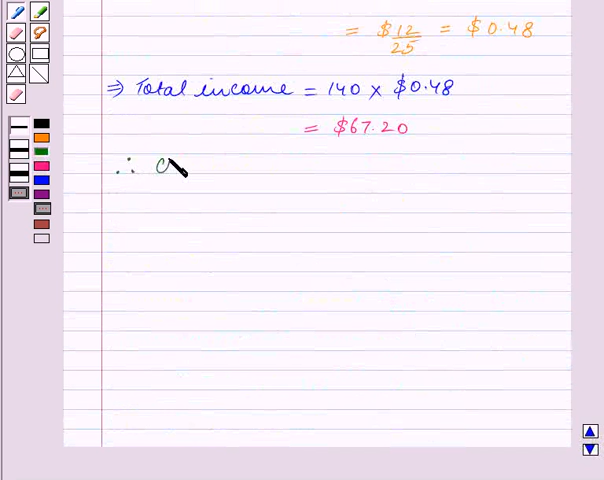 = $12/25 = $0.48
⇒ Total income = 140 × $0.48
= $67.20
∴